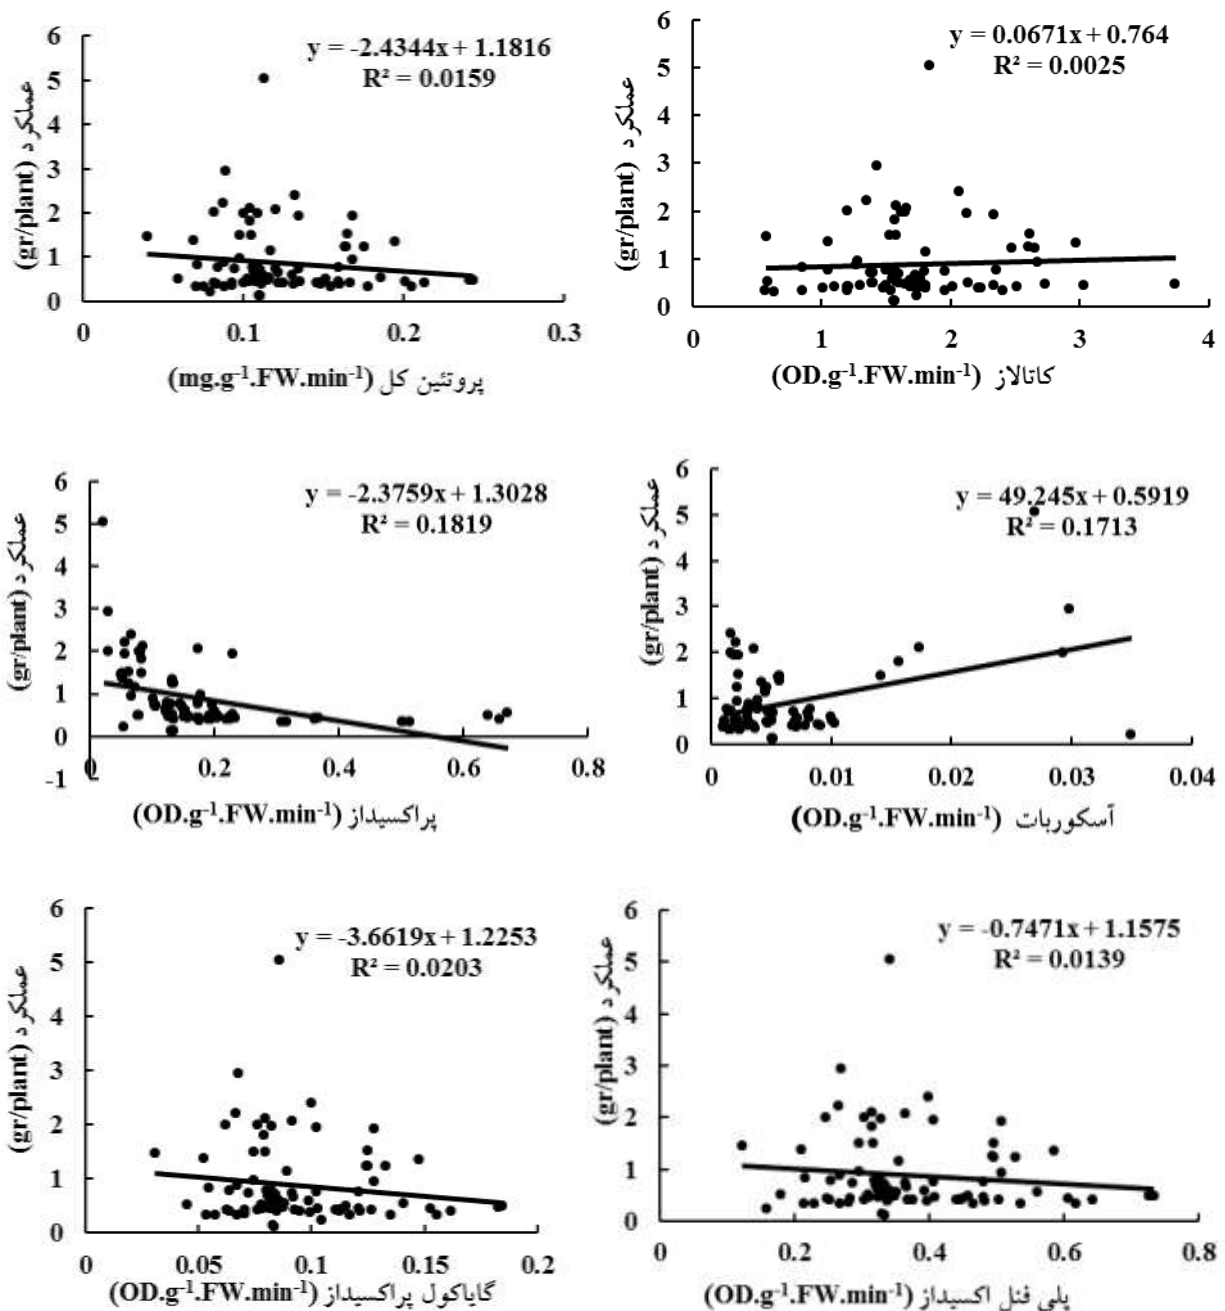 y = -2.4344x + 1.1816
R² = 0.0159
عملکرد (gr/plant)
6
5
4
3
2
1
0
0 0.1 0.2 0.3
پروتئین کل (mg.g⁻¹.FW.min⁻¹)
y = 0.0671x + 0.764
R² = 0.0025
عملکرد (gr/plant)
6
5
4
3
2
1
0
0 1 2 3 4
کاتالاز (OD.g⁻¹.FW.min⁻¹)
y = -2.3759x + 1.3028
R² = 0.1819
عملکرد (gr/plant)
6
5
4
3
2
1
0
-1
0 0.2 0.4 0.6 0.8
پراکسیداز (OD.g⁻¹.FW.min⁻¹)
y = 49.245x + 0.5919
R² = 0.1713
عملکرد (gr/plant)
6
5
4
3
2
1
0
0 0.01 0.02 0.03 0.04
آسکوربات (OD.g⁻¹.FW.min⁻¹)
y = -3.6619x + 1.2253
R² = 0.0203
عملکرد (gr/plant)
6
5
4
3
2
1
0
0 0.05 0.1 0.15 0.2
گایاکول پراکسیداز (OD.g⁻¹.FW.min⁻¹)
y = -0.7471x + 1.1575
R² = 0.0139
عملکرد (gr/plant)
6
5
4
3
2
1
0
0 0.2 0.4 0.6 0.8
پلی فنل اکسیداز (OD.g⁻¹.FW.min⁻¹)